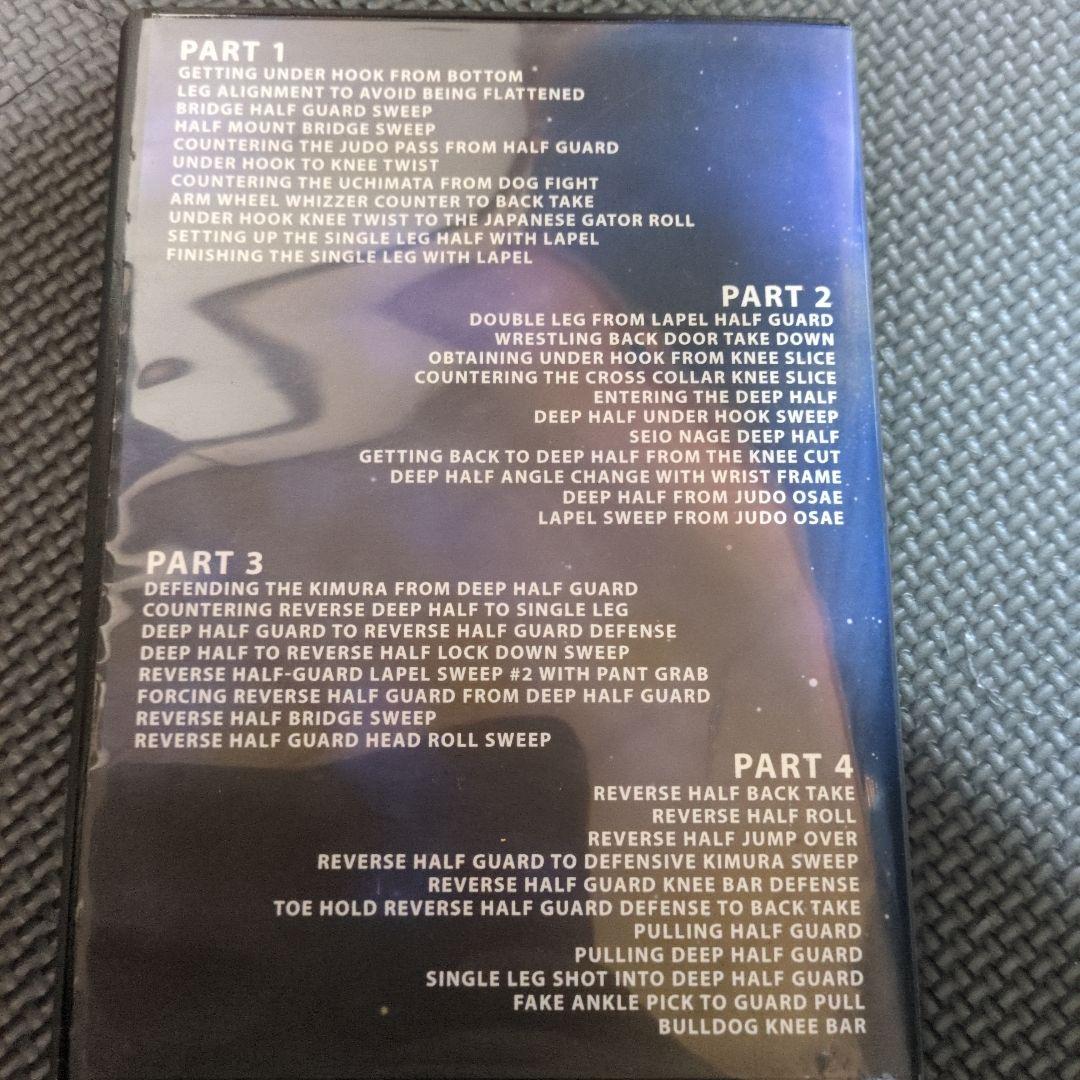 PART 1
GETTING UNDER HOOK FROM BOTTOM
LEG ALIGNMENT TO AVOID BEING FLATTENED
BRIDGE HALF GUARD SWEEP
HALF MOUNT BRIDGE SWEEP
COUNTERING THE JUDO PASS FROM HALF GUARD
UNDER HOOK TO KNEE TWIST
COUNTERING THE UCHIMATA FROM DOG FIGHT
ARM WHEEL WHIZZER COUNTER TO BACK TAKE
UNDER HOOK KNEE TWIST TO THE JAPANESE GATOR ROLL
SETTING UP THE SINGLE LEG HALF WITH LAPEL
FINISHING THE SINGLE LEG WITH LAPEL
PART 2
DOUBLE LEG FROM LAPEL HALF GUARD
WRESTLING BACK DOOR TAKE DOWN
OBTAINING UNDER HOOK FROM KNEE SLICE
COUNTERING THE CROSS COLLAR KNEE SLICE
ENTERING THE DEEP HALF
DEEP HALF UNDER HOOK SWEEP
SEIO NAGE DEEP HALF
GETTING BACK TO DEEP HALF FROM THE KNEE CUT
DEEP HALF ANGLE CHANGE WITH WRIST FRAME
DEEP HALF FROM JUDO OSAE
LAPEL SWEEP FROM JUDO OSAE
PART 3
DEFENDING THE KIMURA FROM DEEP HALF GUARD
COUNTERING REVERSE DEEP HALF TO SINGLE LEG
DEEP HALF GUARD TO REVERSE HALF GUARD DEFENSE
DEEP HALF TO REVERSE HALF LOCK DOWN SWEEP
REVERSE HALF-GUARD LAPEL SWEEP #2 WITH PANT GRAB
FORCING REVERSE HALF GUARD FROM DEEP HALF GUARD
REVERSE HALF BRIDGE SWEEP
REVERSE HALF GUARD HEAD ROLL SWEEP
PART 4
REVERSE HALF BACK TAKE
REVERSE HALF ROLL
REVERSE HALF JUMP OVER
REVERSE HALF GUARD TO DEFENSIVE KIMURA SWEEP
REVERSE HALF GUARD KNEE BAR DEFENSE
TOE HOLD REVERSE HALF GUARD DEFENSE TO BACK TAKE
PULLING HALF GUARD
PULLING DEEP HALF GUARD
SINGLE LEG SHOT INTO DEEP HALF GUARD
FAKE ANKLE PICK TO GUARD PULL
BULLDOG KNEE BAR